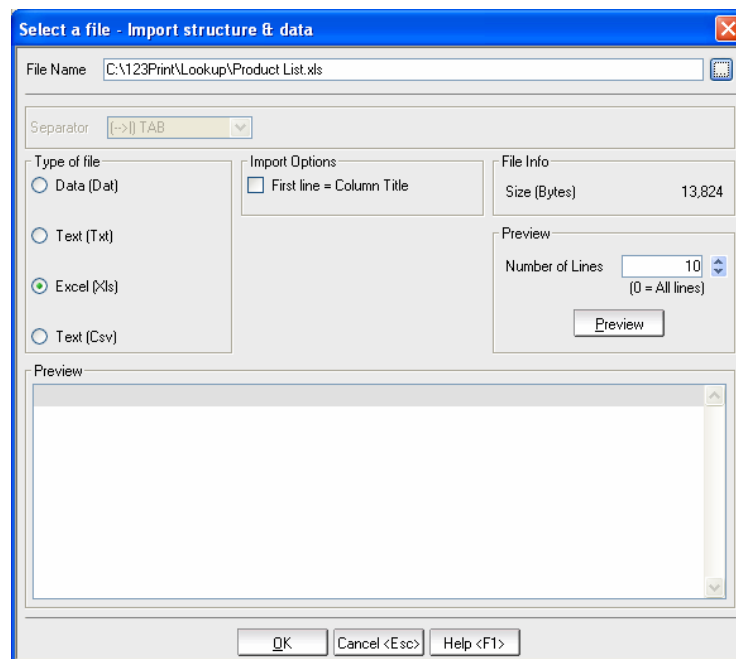 Select a file - Import structure & data
File Name C:\123Print\Lookup\Product List.xls
Separator (-->|) TAB
Type of file
Data (Dat)
Text (Txt)
Excel (Xls)
Text (Csv)
Import Options
First line = Column Title
File Info
Size (Bytes) 13,824
Preview
Number of Lines 10
(0 = All lines)
Preview
Preview
OK Cancel <Esc> Help <F1>